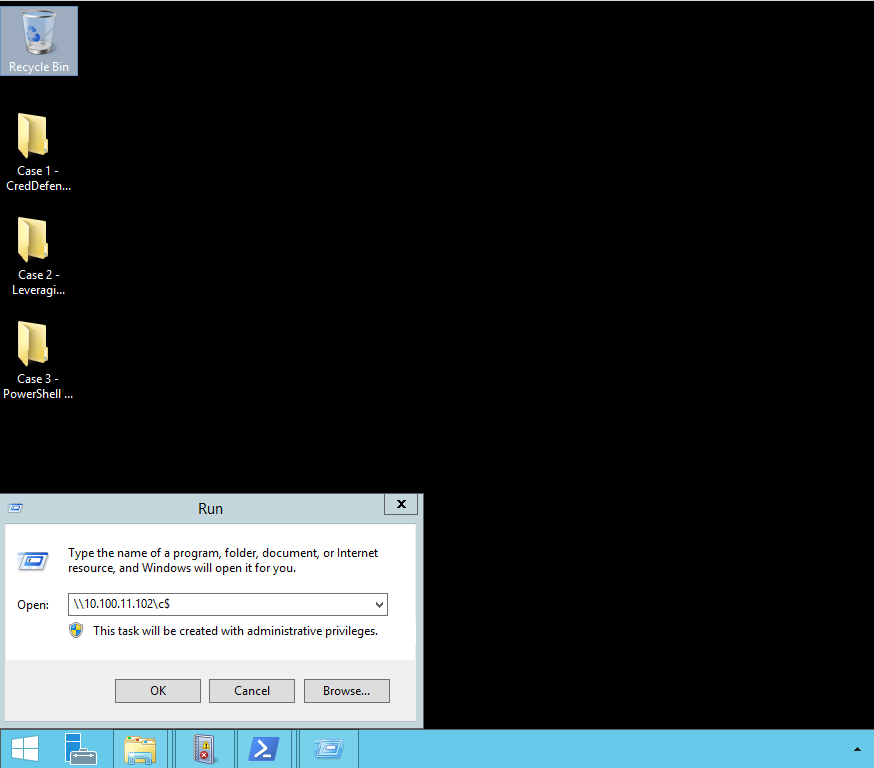 Recycle Bin
Case 1 -
CredDefen...
Case 2 -
Leveragi...
Case 3 -
PowerShell ...
Run
x
Type the name of a program, folder, document, or Internet
resource, and Windows will open it for you.
Open: \\10.100.11.102\c$
This task will be created with administrative privileges.
OK Cancel Browse...